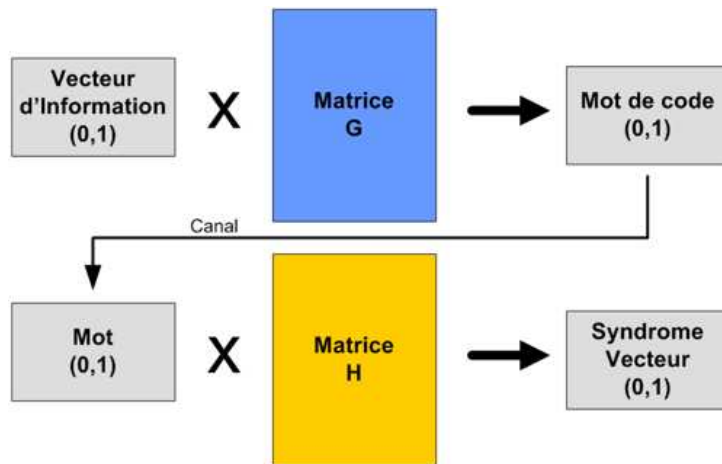 Vecteur
d'Information
(0,1)
X
Matrice
G
Mot de code
(0,1)
Canal
Mot
(0,1)
X
Matrice
H
Syndrome
Vecteur
(0,1)